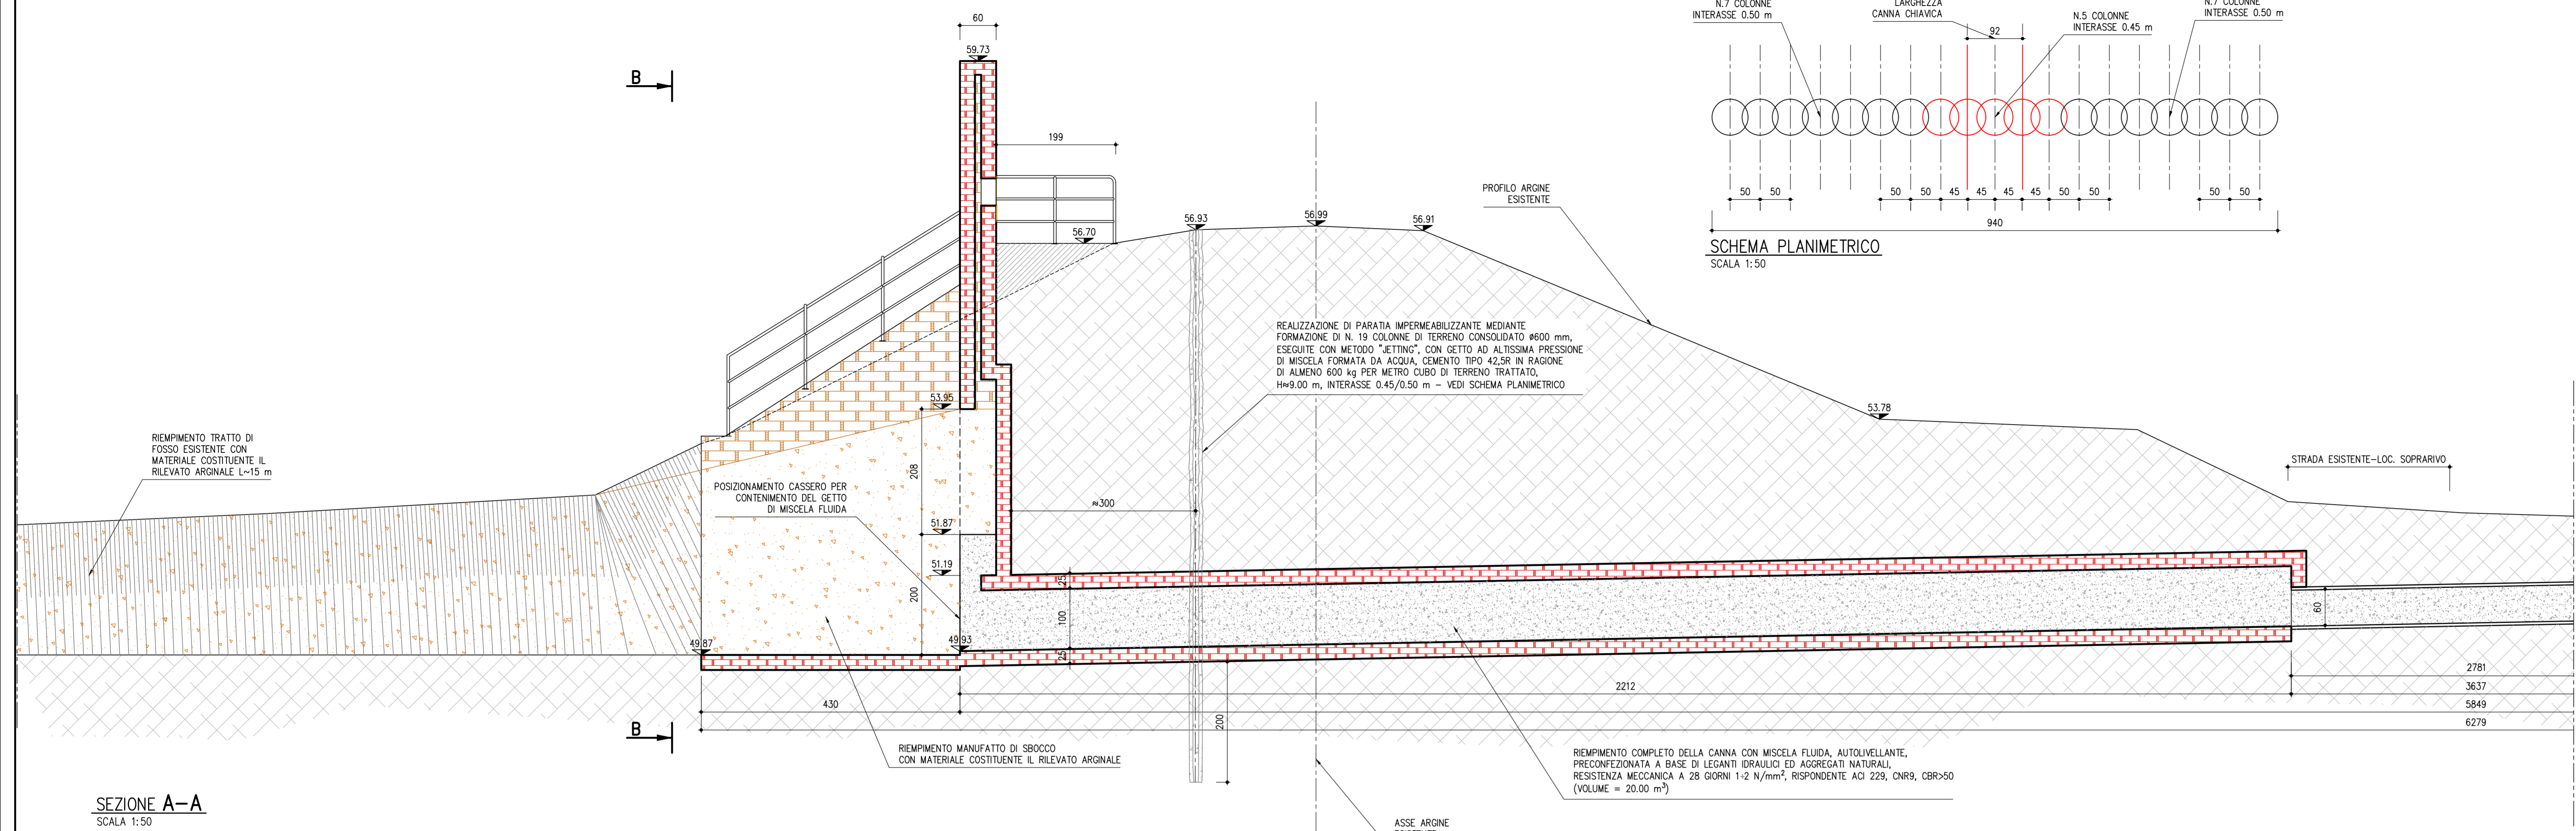 60
59.73
B
199
56.70
56.93
56.99
56.91
PROFILO ARGINE
ESISTENTE
N.7 COLONNE
INTERASSE 0.50 m
LARGHEZZA
CANNA CHIAVICA
92
N.5 COLONNE
INTERASSE 0.45 m
N.7 COLONNE
INTERASSE 0.50 m
50 50 50 50 45 45 45 45 50 50 50 50
940
SCHEMA PLANIMETRICO
SCALA 1:50
REALIZZAZIONE DI PARATIA IMPERMEABILIZZANTE MEDIANTE
FORMAZIONE DI N. 19 COLONNE DI TERRENO CONSOLIDATO ø600 mm,
ESEGUITE CON METODO "JETTING", CON GETTO AD ALTISSIMA PRESSIONE
DI MISCELA FORMATA DA ACQUA, CEMENTO TIPO 42,5R IN RAGIONE
DI ALMENO 600 kg PER METRO CUBO DI TERRENO TRATTATO,
H≈9.00 m, INTERASSE 0.45/0.50 m – VEDI SCHEMA PLANIMETRICO
53.95
53.78
RIEMPIMENTO TRATTO DI
FOSSO ESISTENTE CON
MATERIALE COSTITUENTE IL
RILEVATO ARGINALE L~15 m
STRADA ESISTENTE-LOC. SOPRARIVO
208
POSIZIONAMENTO CASSERO PER
CONTENIMENTO DEL GETTO
DI MISCELA FLUIDA
≈300
51.87
51.19
25
200
100
60
49.87
49.93
25
2781
2212
3637
430
5849
200
6279
B
RIEMPIMENTO MANUFATTO DI SBOCCO
CON MATERIALE COSTITUENTE IL RILEVATO ARGINALE
RIEMPIMENTO COMPLETO DELLA CANNA CON MISCELA FLUIDA, AUTOLIVELLANTE,
PRECONFEZIONATA A BASE DI LEGANTI IDRAULICI ED AGGREGATI NATURALI,
RESISTENZA MECCANICA A 28 GIORNI 1÷2 N/mm², RISPONDENTE ACI 229, CNR9, CBR>50
(VOLUME = 20.00 m³)
SEZIONE A–A
SCALA 1:50
ASSE ARGINE